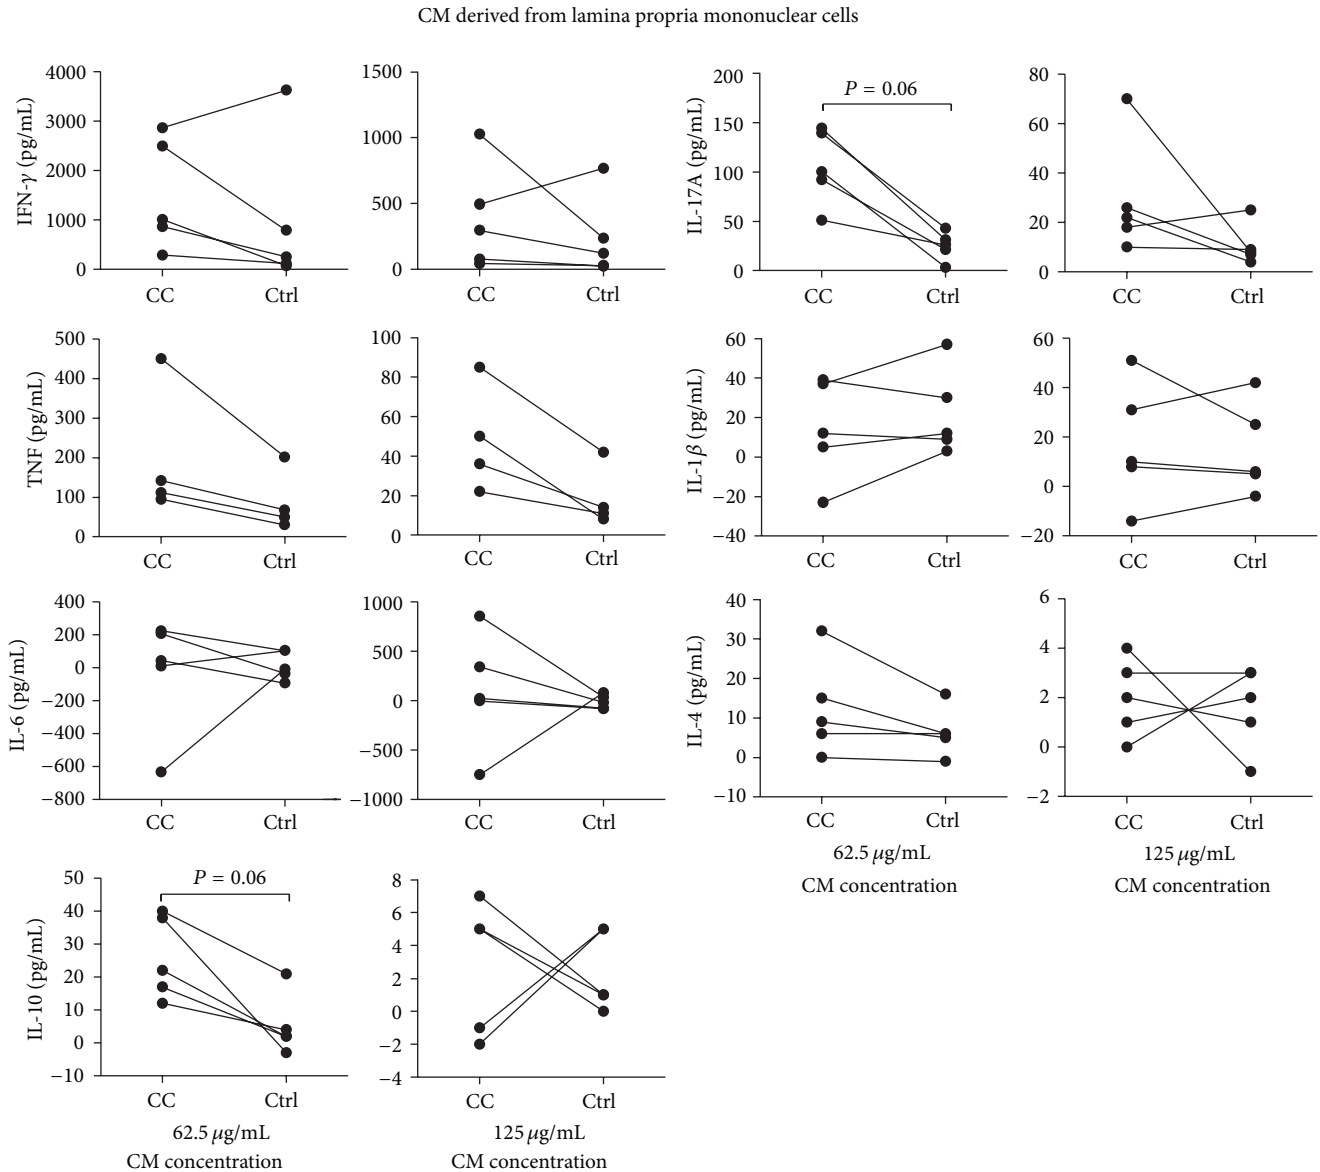 CM derived from lamina propria mononuclear cells
IFN-γ (pg/mL)
4000
3000
2000
1000
0
CC
Ctrl
1500
1000
500
0
CC
Ctrl
IL-17A (pg/mL)
200
150
100
50
0
P = 0.06
CC
Ctrl
80
60
40
20
0
CC
Ctrl
TNF (pg/mL)
500
400
300
200
100
0
CC
Ctrl
100
80
60
40
20
0
CC
Ctrl
IL-1β (pg/mL)
60
40
20
0
−20
−40
CC
Ctrl
60
40
20
0
−20
CC
Ctrl
IL-6 (pg/mL)
400
200
0
−200
−400
−600
−800
CC
Ctrl
1000
500
0
−500
−1000
CC
Ctrl
IL-4 (pg/mL)
40
30
20
10
0
−10
CC
Ctrl
62.5 μg/mL
CM concentration
6
4
2
0
−2
CC
Ctrl
125 μg/mL
CM concentration
IL-10 (pg/mL)
50
40
30
20
10
0
−10
P = 0.06
CC
Ctrl
62.5 μg/mL
CM concentration
8
6
4
2
0
−2
−4
CC
Ctrl
125 μg/mL
CM concentration